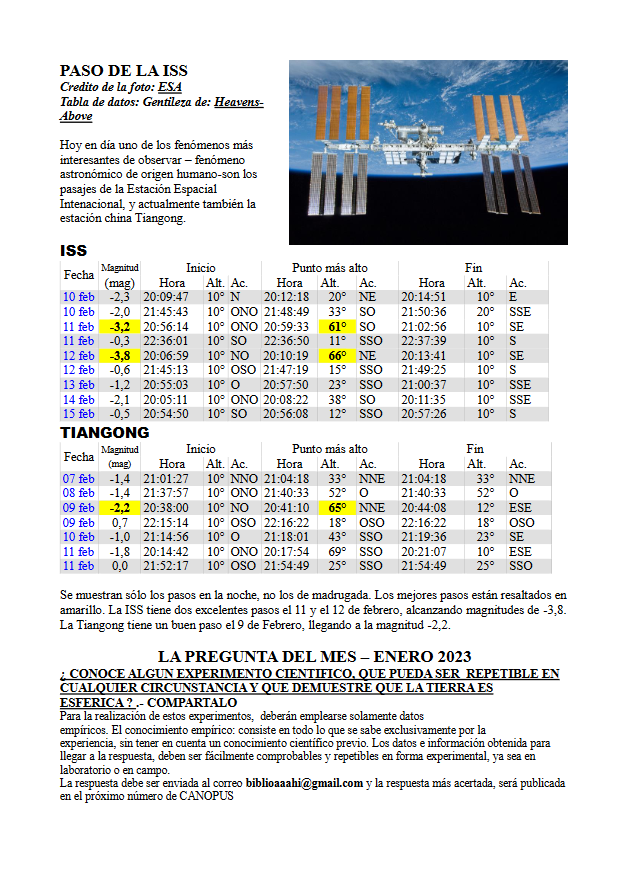 PASO DE LA ISS
Credito de la foto: ESA
Tabla de datos: Gentileza de: Heavens-
Above
Hoy en día uno de los fenómenos más
interesantes de observar – fenómeno
astronómico de origen humano-son los
pasajes de la Estación Espacial
Intenacional, y actualmente también la
estación china Tiangong.
ISS
Fecha Magnitud (mag) Inicio Punto más alto Fin
Hora Alt. Ac. Hora Alt. Ac. Hora Alt. Ac.
10 feb -2,3 20:09:47 10° N 20:12:18 20° NE 20:14:51 10° E
10 feb -2,0 21:45:43 10° ONO 21:48:49 33° SO 21:50:36 20° SSE
11 feb -3,2 20:56:14 10° ONO 20:59:33 61° SO 21:02:56 10° SE
11 feb -0,3 22:36:01 10° SO 22:36:50 11° SSO 22:37:39 10° S
12 feb -3,8 20:06:59 10° NO 20:10:19 66° NE 20:13:41 10° SE
12 feb -0,6 21:45:13 10° OSO 21:47:19 15° SSO 21:49:25 10° S
13 feb -1,2 20:55:03 10° O 20:57:50 23° SSO 21:00:37 10° SSE
14 feb -2,1 20:05:11 10° ONO 20:08:22 38° SO 20:11:35 10° SSE
15 feb -0,5 20:54:50 10° SO 20:56:08 12° SSO 20:57:26 10° S
TIANGONG
Fecha Magnitud (mag) Inicio Punto más alto Fin
Hora Alt. Ac. Hora Alt. Ac. Hora Alt. Ac.
07 feb -1,4 21:01:27 10° NNO 21:04:18 33° NNE 21:04:18 33° NNE
08 feb -1,4 21:37:57 10° ONO 21:40:33 52° O 21:40:33 52° O
09 feb -2,2 20:38:00 10° NO 20:41:10 65° NNE 20:44:08 12° ESE
09 feb 0,7 22:15:14 10° OSO 22:16:22 18° OSO 22:16:22 18° OSO
10 feb -1,0 21:14:56 10° O 21:18:01 43° SSO 21:19:36 23° SE
11 feb -1,8 20:14:42 10° ONO 20:17:54 69° SSO 20:21:07 10° ESE
11 feb 0,0 21:52:17 10° OSO 21:54:49 25° SSO 21:54:49 25° SSO
Se muestran sólo los pasos en la noche, no los de madrugada. Los mejores pasos están resaltados en
amarillo. La ISS tiene dos excelentes pasos el 11 y el 12 de febrero, alcanzando magnitudes de -3,8.
La Tiangong tiene un buen paso el 9 de Febrero, llegando a la magnitud -2,2.
LA PREGUNTA DEL MES – ENERO 2023
¿ CONOCE ALGUN EXPERIMENTO CIENTIFICO, QUE PUEDA SER REPETIBLE EN
CUALQUIER CIRCUNSTANCIA Y QUE DEMUESTRE QUE LA TIERRA ES
ESFERICA ? .- COMPARTALO
Para la realización de estos experimentos, deberán emplearse solamente datos
empíricos. El conocimiento empírico: consiste en todo lo que se sabe exclusivamente por la
experiencia, sin tener en cuenta un conocimiento científico previo. Los datos e información obtenida para
llegar a la respuesta, deben ser fácilmente comprobables y repetibles en forma experimental, ya sea en
laboratorio o en campo.
La respuesta debe ser enviada al correo biblioaaahi@gmail.com y la respuesta más acertada, será publicada
en el próximo número de CANOPUS